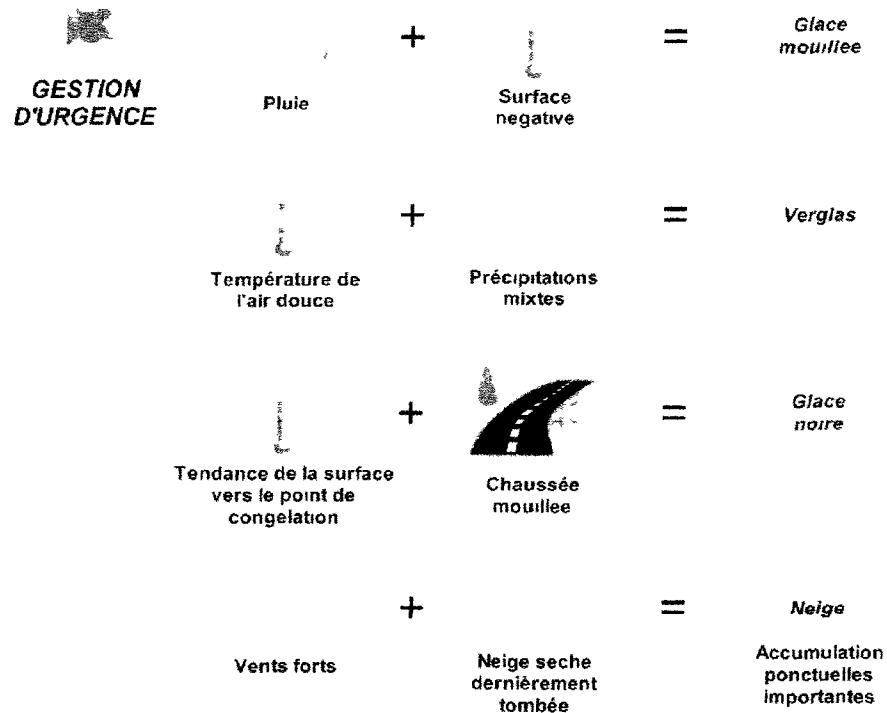 GESTION
D'URGENCE
Pluie
+
Surface
negative
=
Glace
mouillee
Température de
l'air douce
+
Précipitations
mixtes
=
Verglas
Tendance de la surface
vers le point de
congelation
+
Chaussée
mouillee
=
Glace
noire
Vents forts
+
Neige seche
dernièrement
tombée
=
Neige
Accumulation
ponctuelles
importantes